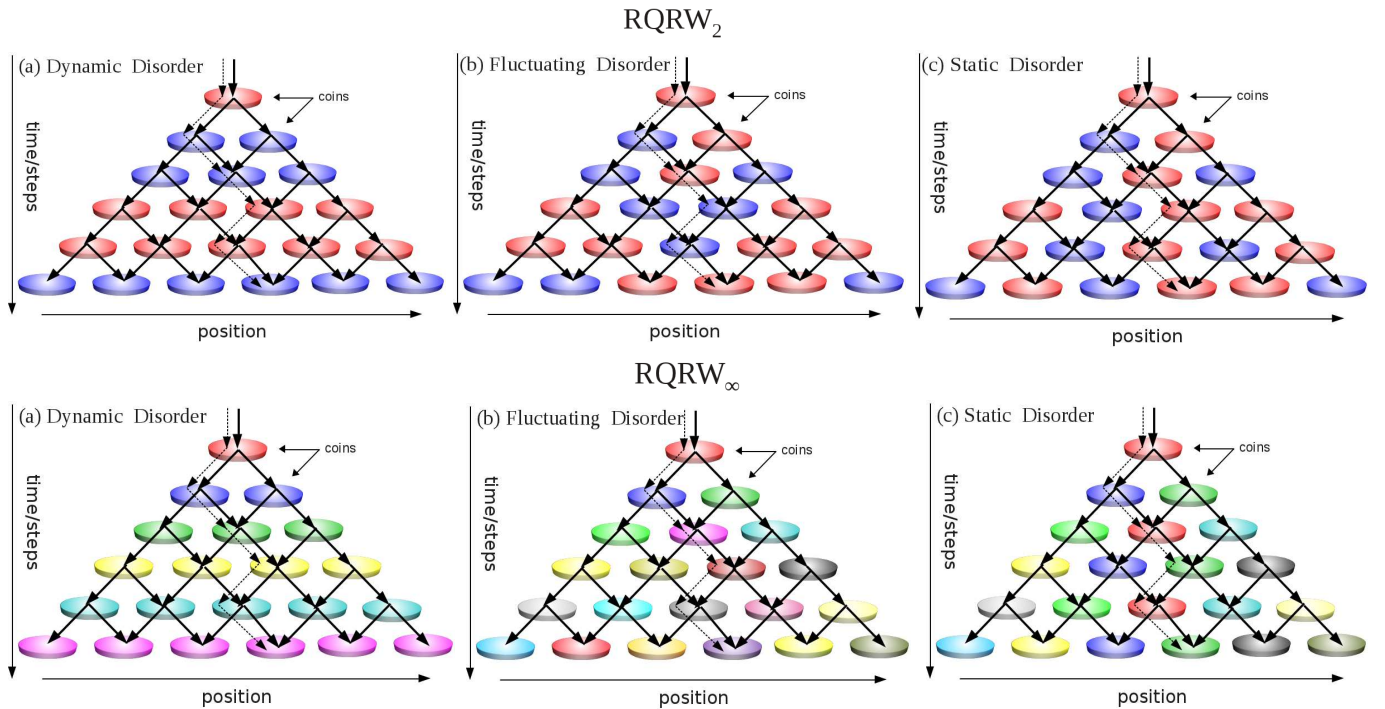 RQRW₂
(a) Dynamic Disorder
coins
time/steps
position
(b) Fluctuating Disorder
coins
time/steps
position
(c) Static Disorder
coins
time/steps
position
RQRW∞
(a) Dynamic Disorder
coins
time/steps
position
(b) Fluctuating Disorder
coins
time/steps
position
(c) Static Disorder
coins
time/steps
position